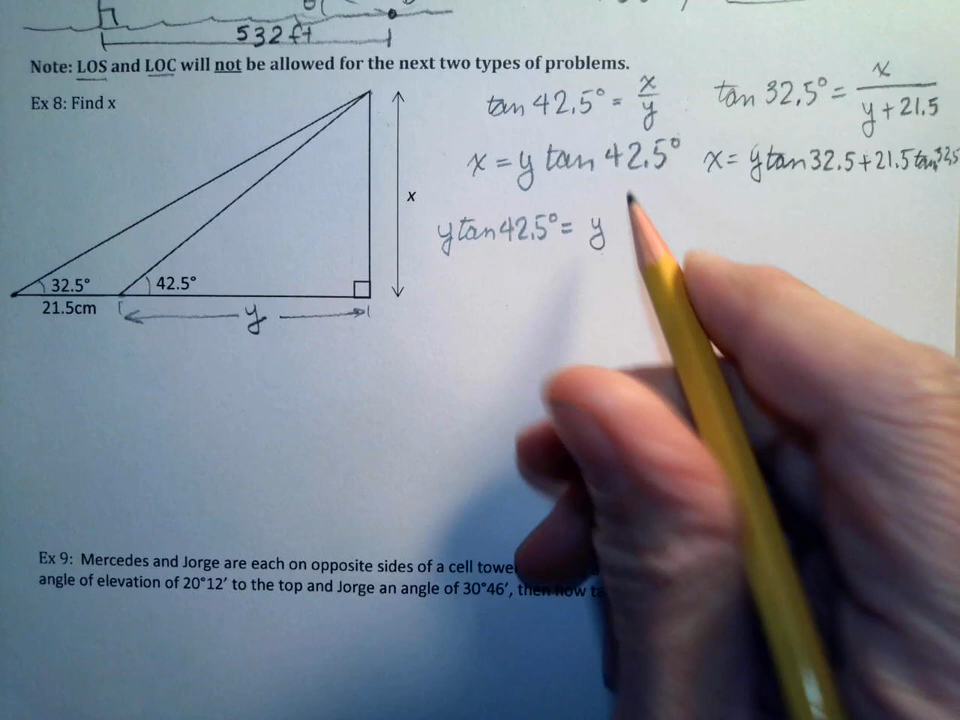 532 ft
Note: LOS and LOC will not be allowed for the next two types of problems.
Ex 8: Find x
tan 42.5° = x/y
tan 32.5° = x/(y + 21.5)
x = y tan 42.5°
x = y tan 32.5 + 21.5 tan 32.5
y tan 42.5° = y
x
32.5°
42.5°
21.5cm
y
Ex 9: Mercedes and Jorge are each on opposite sides of a cell
angle of elevation of 20°12′ to the top and Jorge an angle of 30°46′, then how